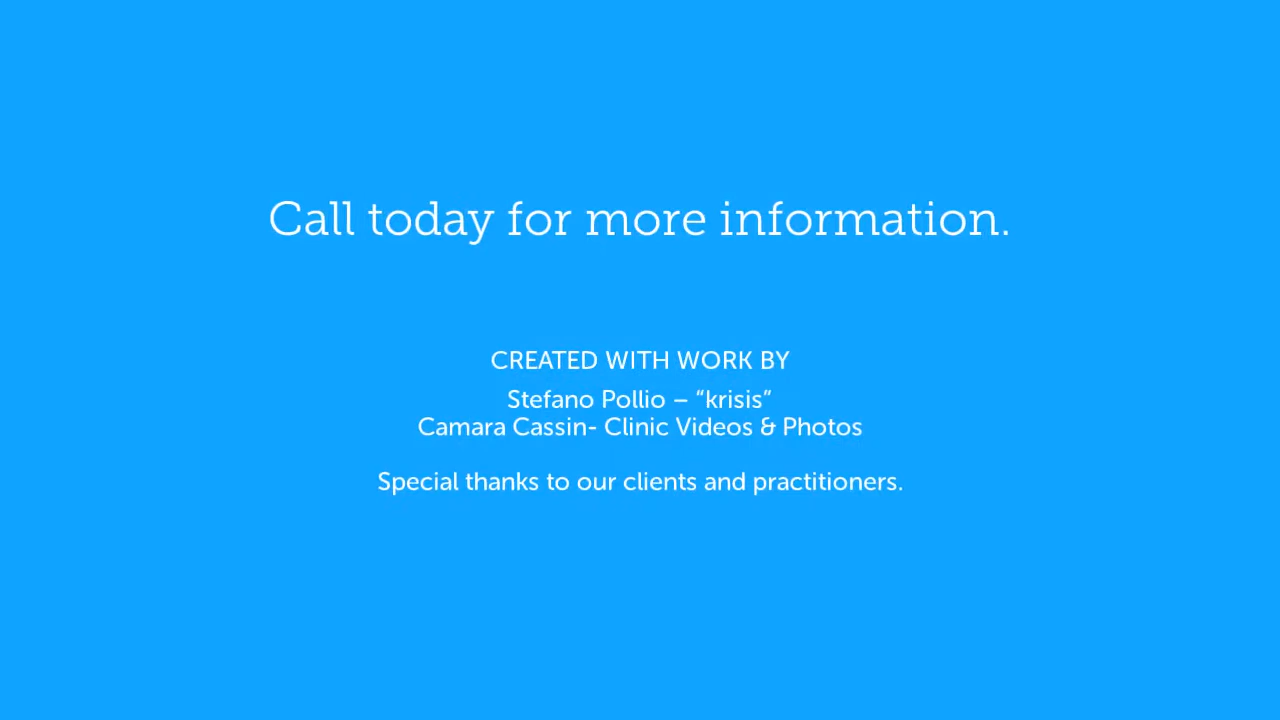 Call today for more information.
CREATED WITH WORK BY
Stefano Pollio – “krisis”
Camara Cassin- Clinic Videos & Photos
Special thanks to our clients and practitioners.